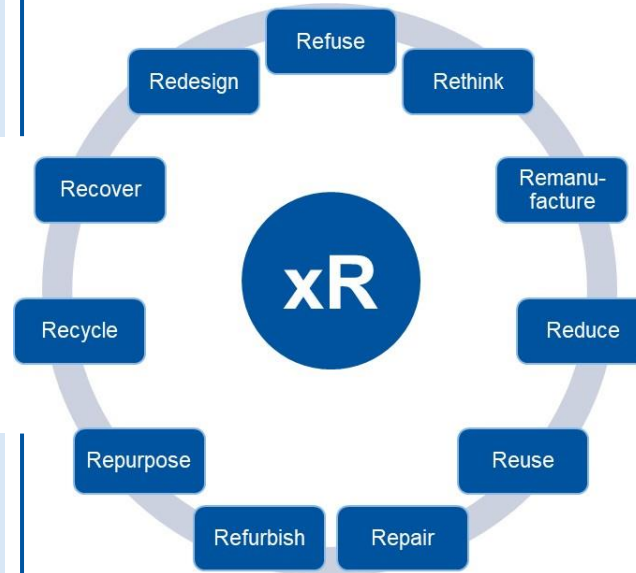 Refuse
Redesign
Rethink
Recover
Remanu-
facture
xR
Recycle
Reduce
Repurpose
Reuse
Refurbish
Repair